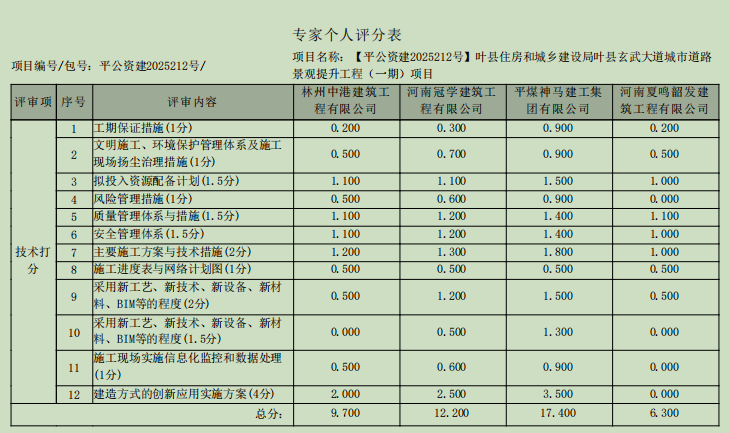 专家个人评分表
项目编号/包号: 平公资建2025212号/
项目名称: 【平公资建2025212号】叶县住房和城乡建设局叶县玄武大道城市道路
景观提升工程（一期）项目
评审项 序号 评审内容 林州中港建筑工程有限公司 河南冠学建筑工程有限公司 平煤神马建工集团有限公司 河南夏鸣韶发建筑工程有限公司
技术打分
1 工期保证措施(1分) 0.200 0.300 0.900 0.200
2 文明施工、环境保护管理体系及施工
现场扬尘治理措施(1分) 0.500 0.700 0.900 0.500
3 拟投入资源配备计划(1.5分) 1.100 1.100 1.500 1.000
4 风险管理措施(1分) 0.500 0.600 0.900 0.000
5 质量管理体系与措施(1.5分) 1.100 1.200 1.400 1.100
6 安全管理体系(1.5分) 1.100 1.200 1.400 1.000
7 主要施工方案与技术措施(2分) 1.200 1.300 1.800 1.000
8 施工进度表与网络计划图(1分) 0.500 0.500 0.500 0.500
9 采用新工艺、新技术、新设备、新材
料、BIM等的程度(2分) 0.500 1.200 1.500 0.500
10 采用新工艺、新技术、新设备、新材
料、BIM等的程度(1.5分) 0.000 0.500 1.300 0.000
11 施工现场实施信息化监控和数据处理
(1分) 0.500 0.600 0.900 0.000
12 建造方式的创新应用实施方案(4分) 2.000 2.500 3.500 0.000
总分: 9.700 12.200 17.400 6.300